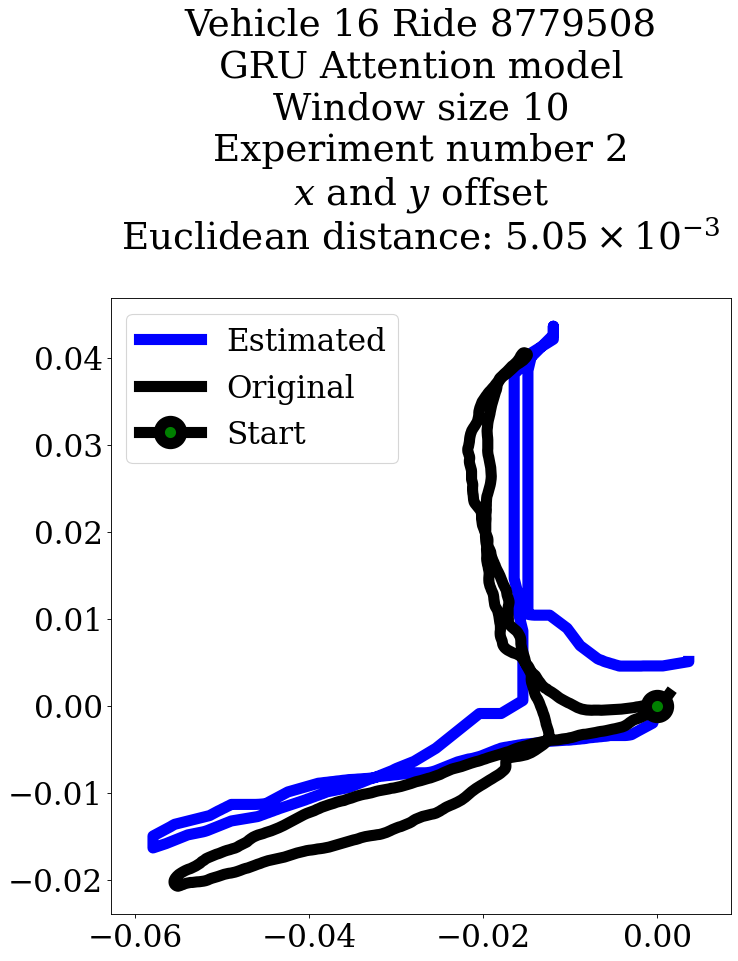 Vehicle 16 Ride 8779508
GRU Attention model
Window size 10
Experiment number 2
x and y offset
Euclidean distance: 5.05 × 10⁻³
Estimated
Original
Start
0.04
0.03
0.02
0.01
0.00
−0.01
−0.02
−0.06 −0.04 −0.02 0.00